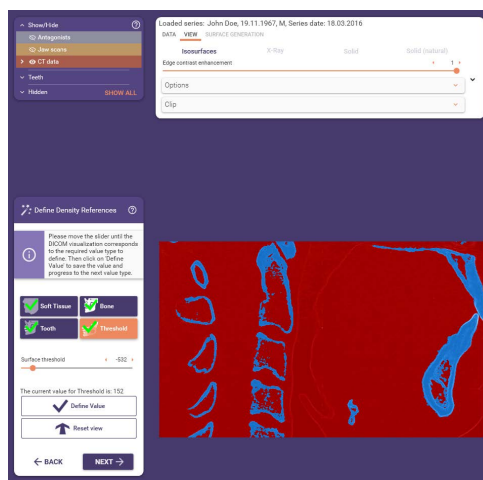 Show/Hide
Antagonists
Jaw scans
CT data
Teeth
Hidden SHOW ALL
Loaded series: John Doe, 19.11.1967, M, Series date: 18.03.2016
DATA VIEW SURFACE GENERATION
Isosurfaces X-Ray Solid Solid (natural)
Edge contrast enhancement 1
Options
Clip
Define Density References
Please move the slider until the
DICOM visualization corresponds
to the required value type to
define. Then click on 'Define
Value' to save the value and
progress to the next value type.
Soft Tissue Bone
Tooth Threshold
Surface threshold -532
The current value for Threshold is: 152
Define Value
Reset view
BACK NEXT